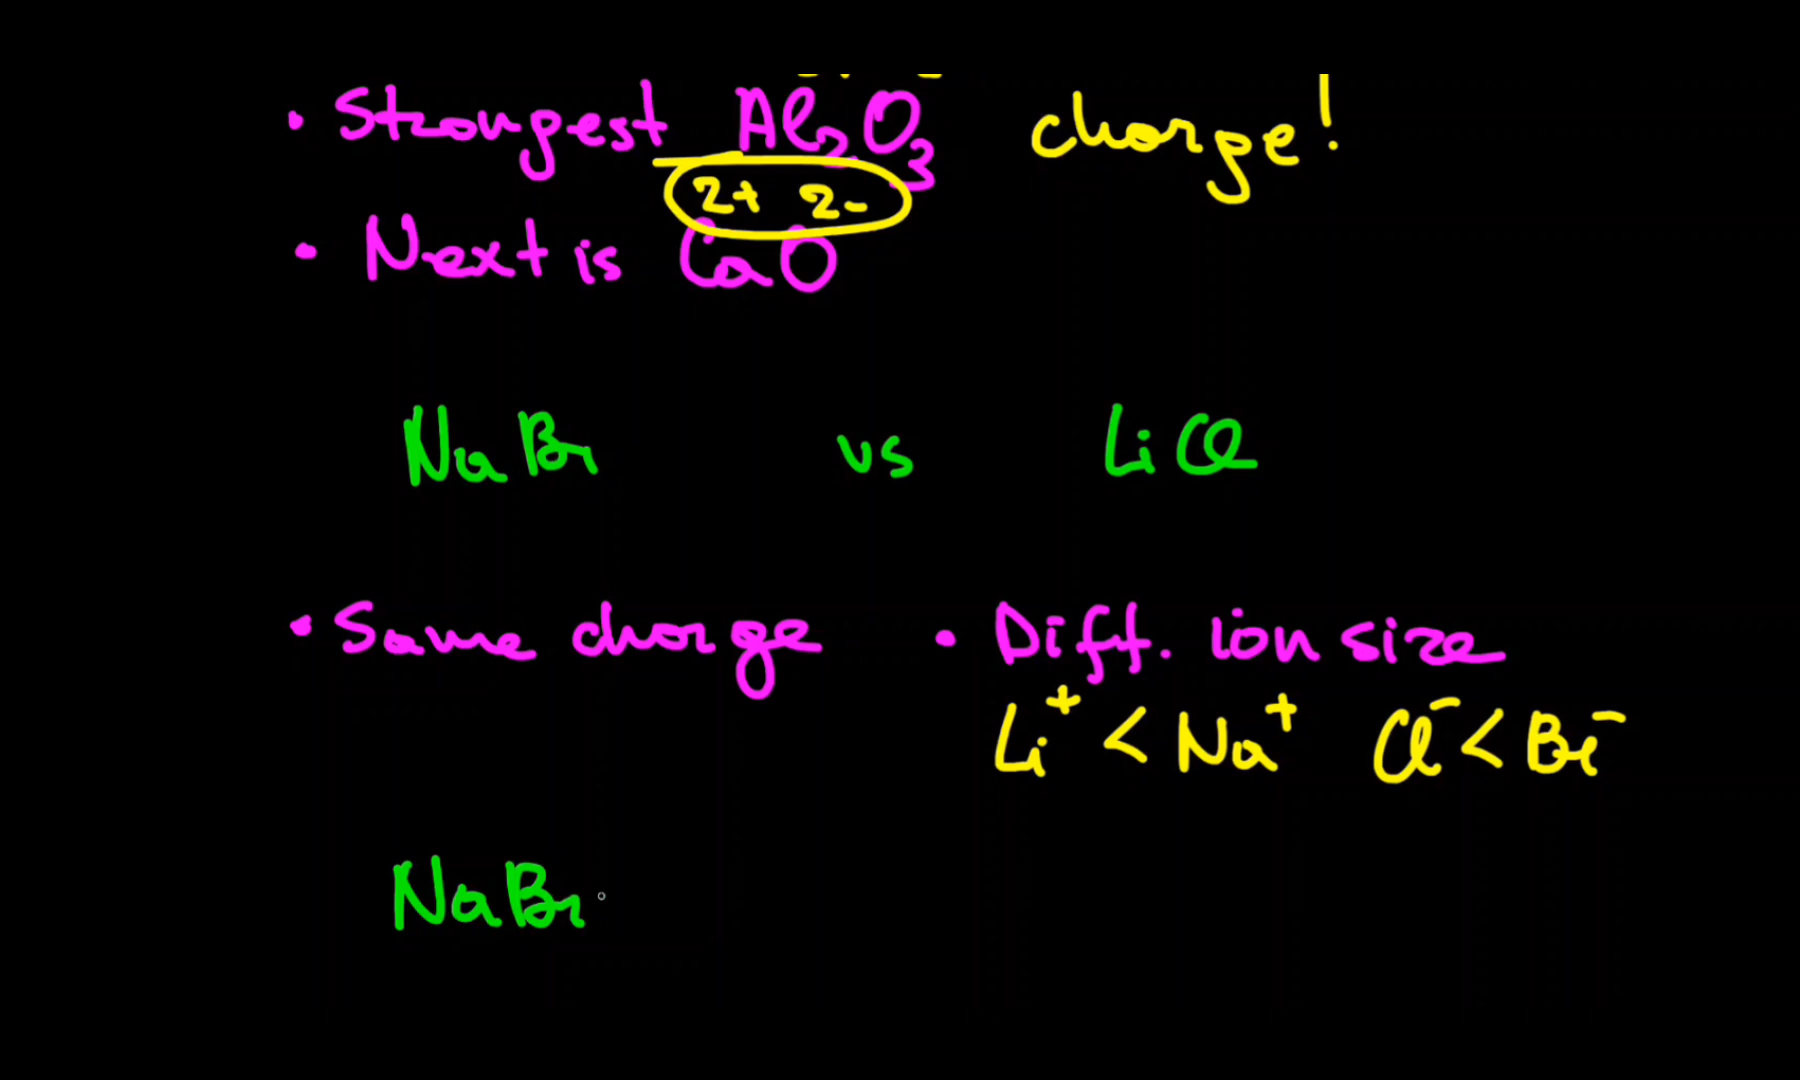 • Strongest Al₂O₃ charge!
2+ 2-
• Next is CaO
NaBr vs LiCl
• Same charge • Diff. ion size
Li⁺ < Na⁺ Cl⁻ < Br⁻
NaBr